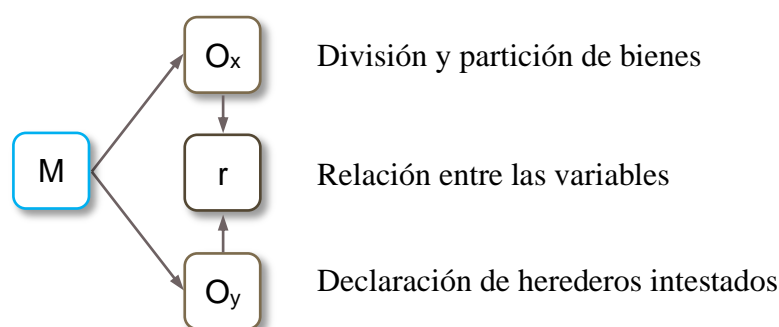 Ox División y partición de bienes
M r Relación entre las variables
Oy Declaración de herederos intestados